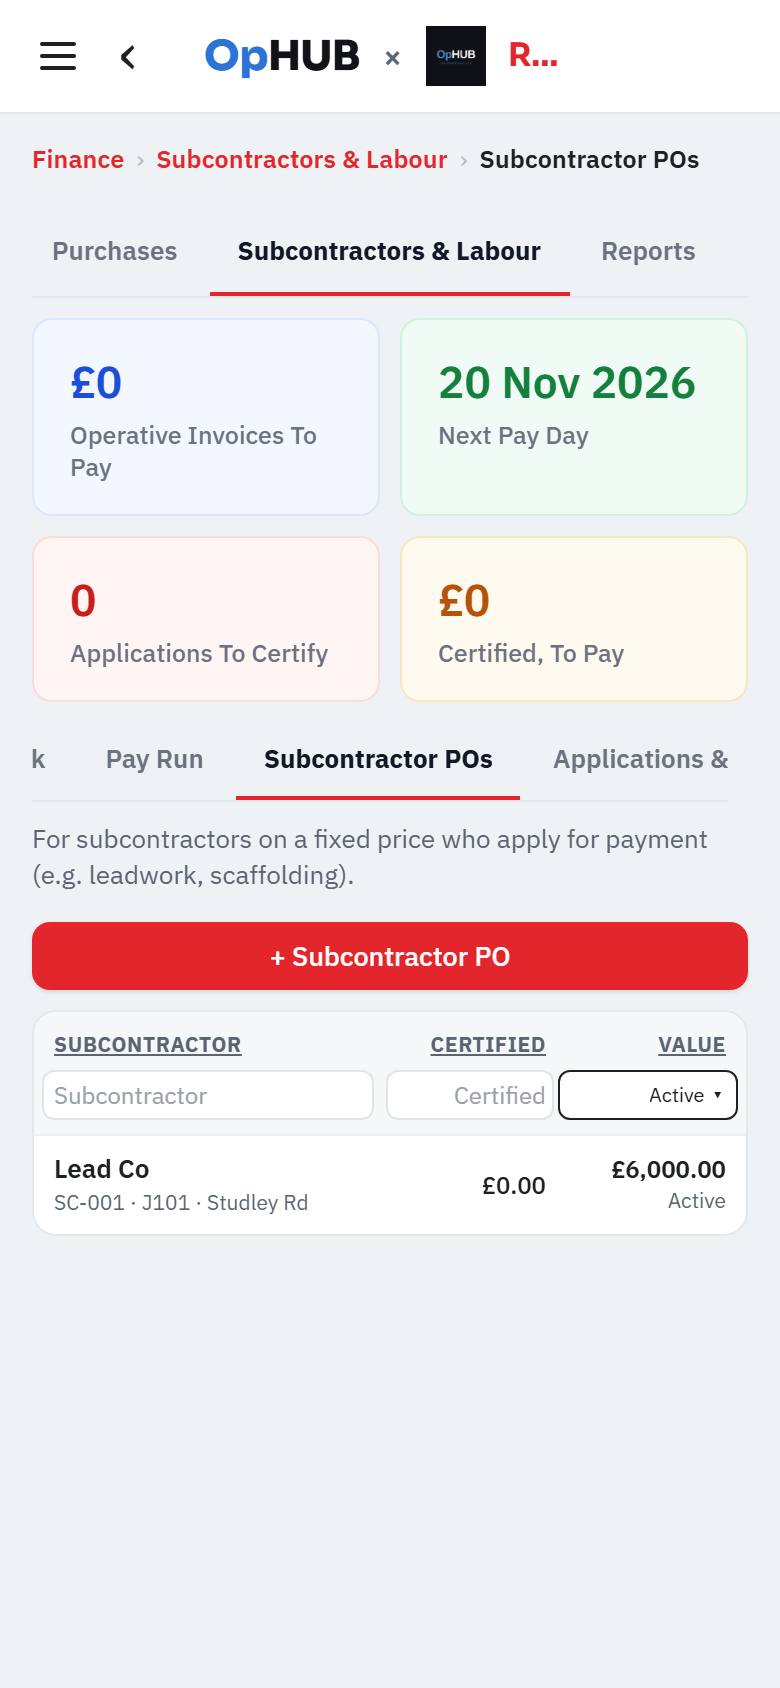 OpHUB × OpHUB R...
Finance › Subcontractors & Labour › Subcontractor POs
Purchases Subcontractors & Labour Reports
£0
Operative Invoices To
Pay
20 Nov 2026
Next Pay Day
0
Applications To Certify
£0
Certified, To Pay
k Pay Run Subcontractor POs Applications &
For subcontractors on a fixed price who apply for payment
(e.g. leadwork, scaffolding).
+ Subcontractor PO
SUBCONTRACTOR CERTIFIED VALUE
Subcontractor Certified Active ▾
Lead Co £0.00 £6,000.00
SC-001 · J101 · Studley Rd Active